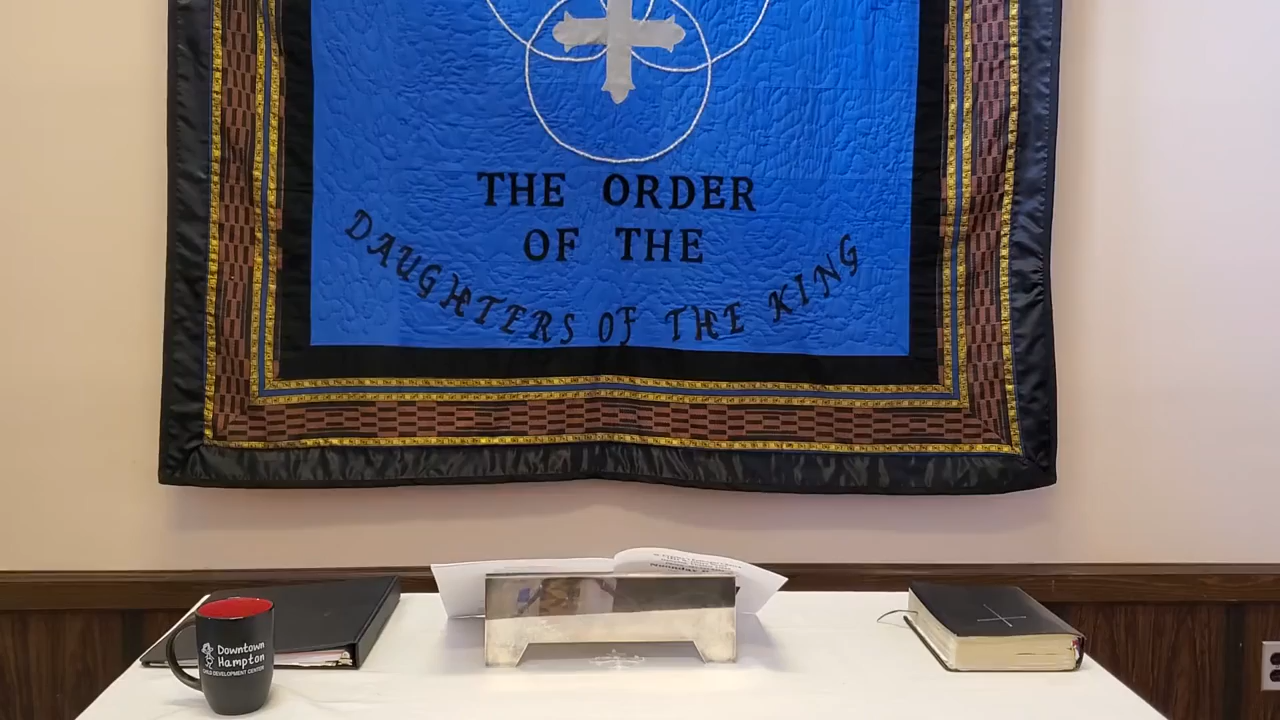 THE ORDER
OF THE
DAUGHTERS OF THE KING
Downtown
Hampton
CHILD DEVELOPMENT CENTER